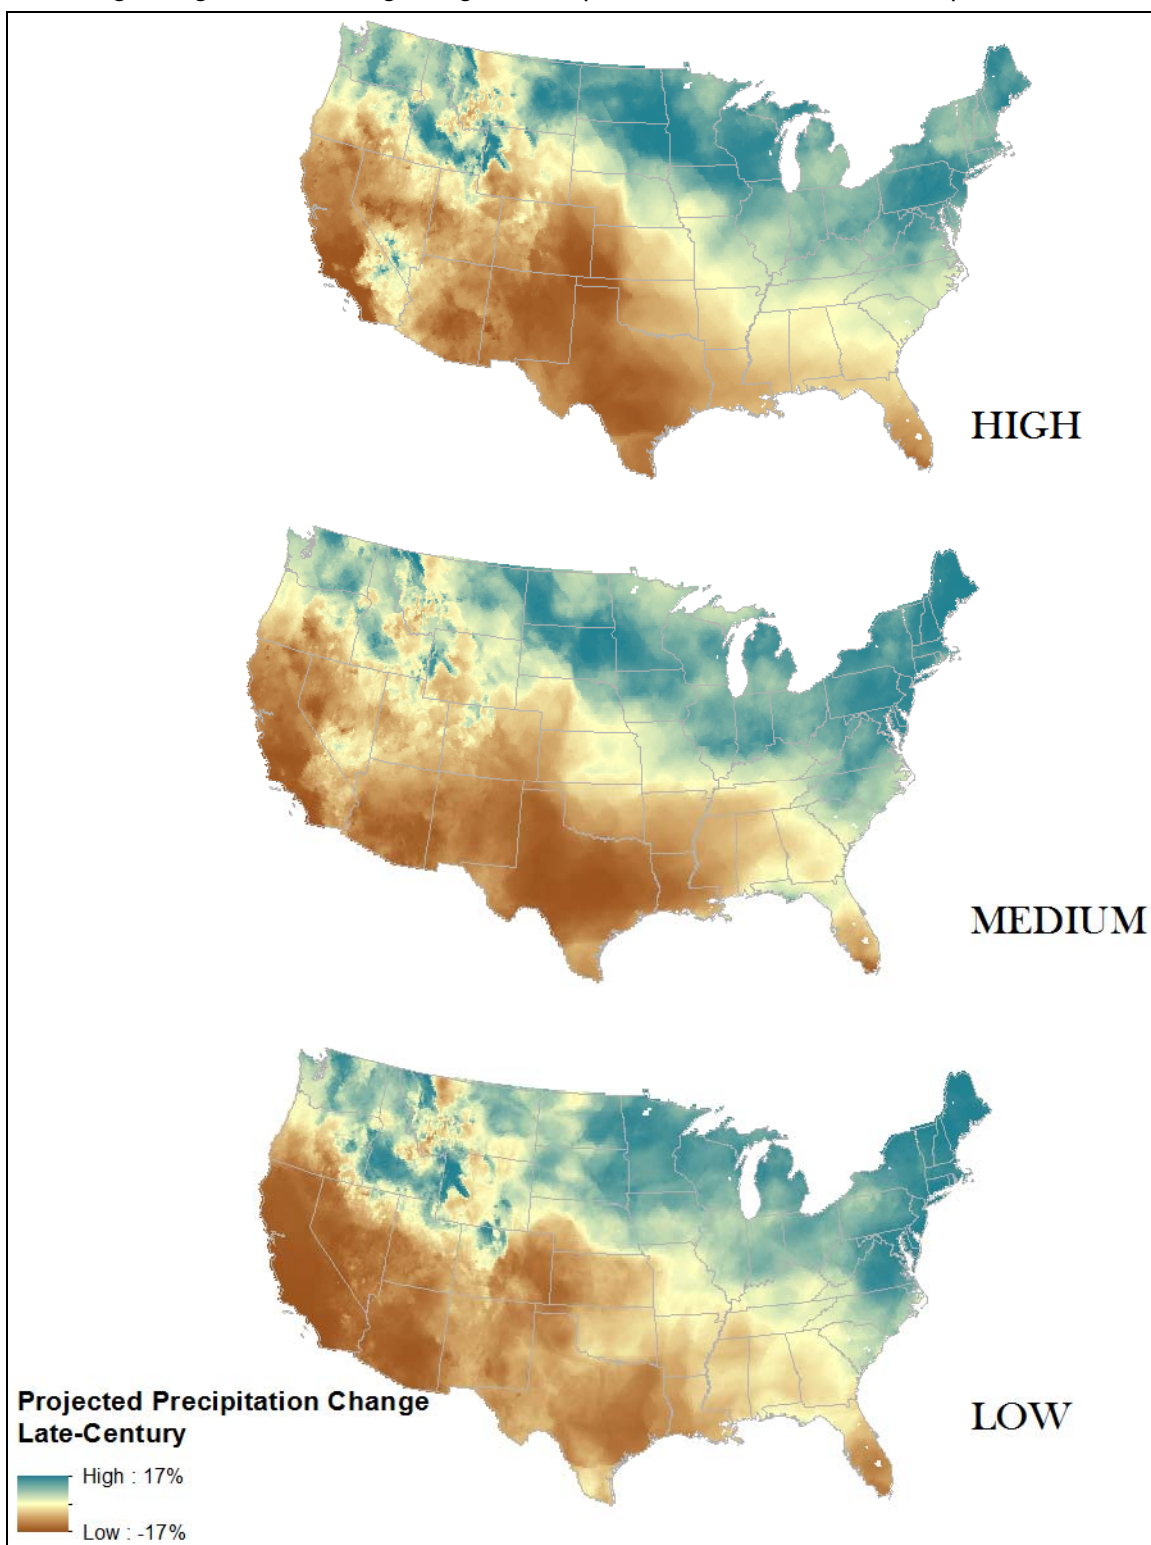 HIGH
MEDIUM
LOW
Projected Precipitation Change
Late-Century
High : 17%
Low : -17%